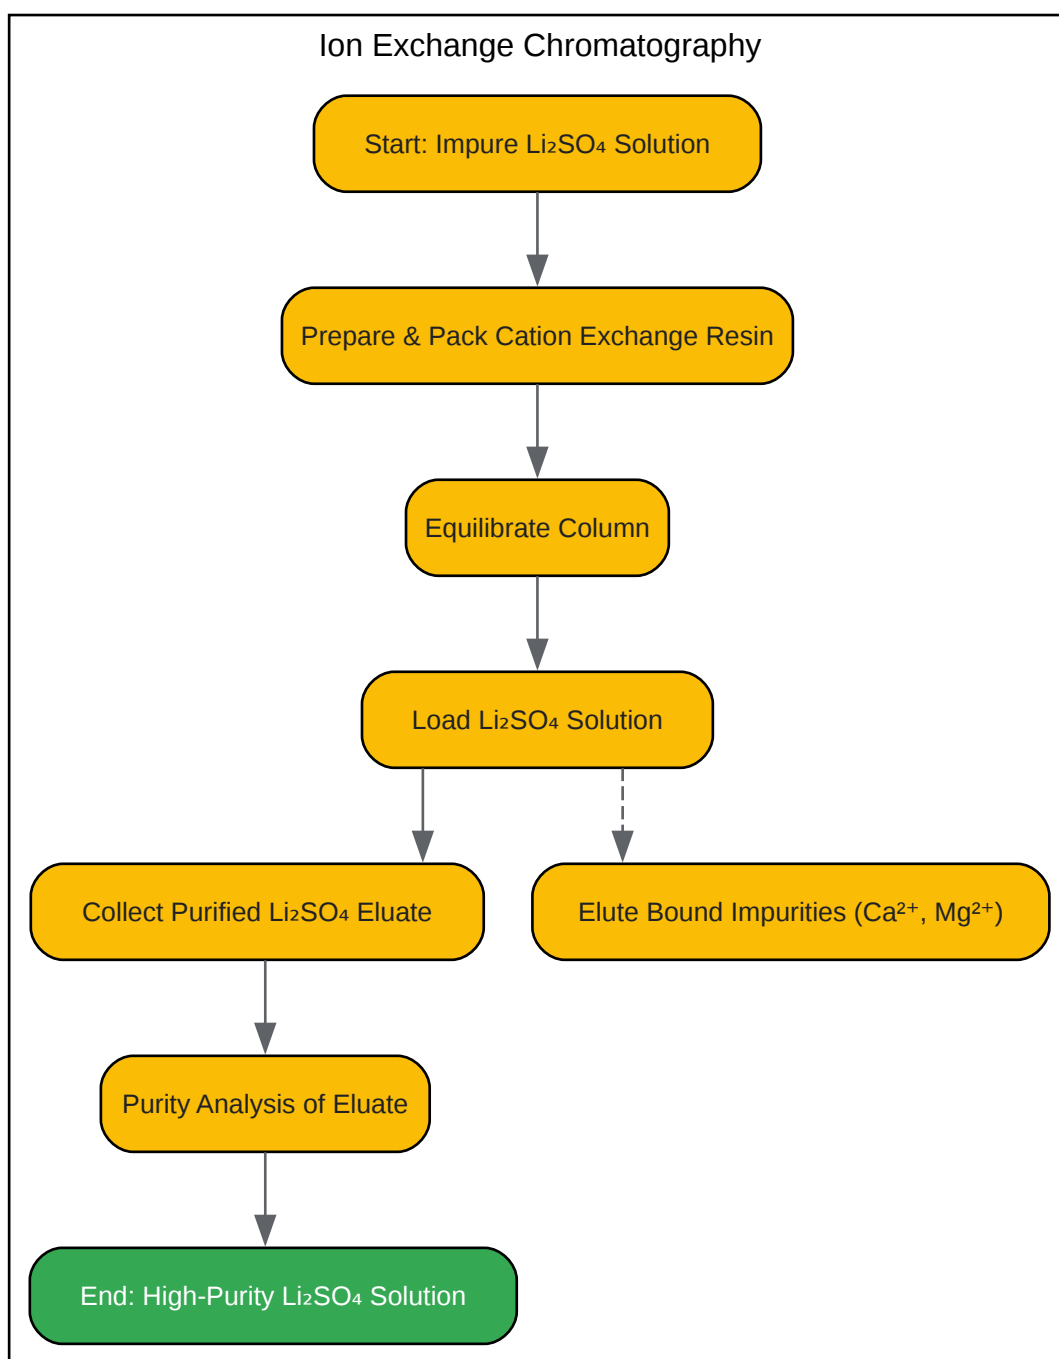 Ion Exchange Chromatography
Start: Impure Li₂SO₄ Solution
Prepare & Pack Cation Exchange Resin
Equilibrate Column
Load Li₂SO₄ Solution
Collect Purified Li₂SO₄ Eluate
Elute Bound Impurities (Ca²⁺, Mg²⁺)
Purity Analysis of Eluate
End: High-Purity Li₂SO₄ Solution